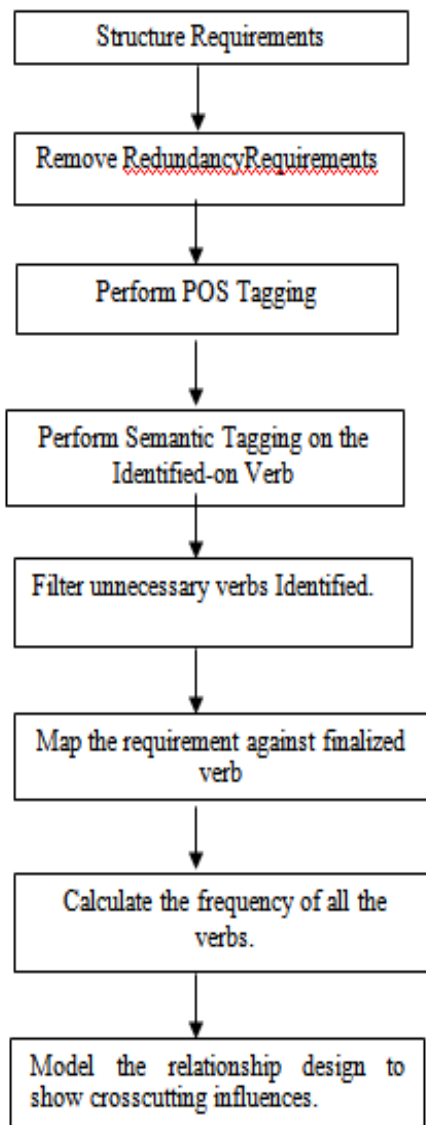 Structure Requirements
Remove RedundancyRequirements
Perform POS Tagging
Perform Semantic Tagging on the
Identified-on Verb
Filter unnecessary verbs Identified.
Map the requirement against finalized
verb
Calculate the frequency of all the
verbs.
Model the relationship design to
show crosscutting influences.